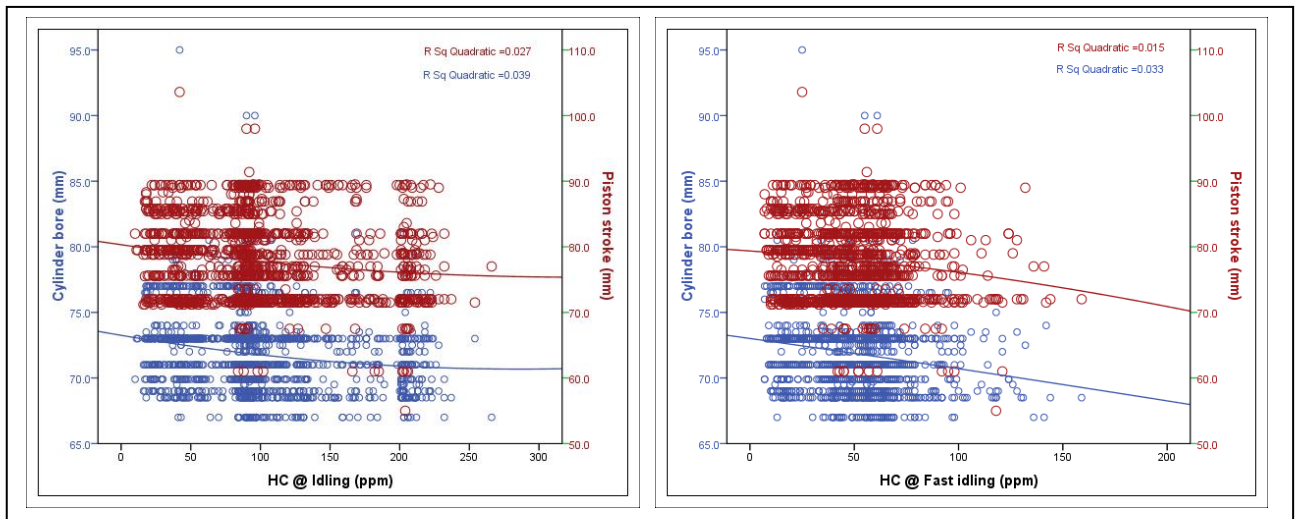 R Sq Quadratic =0.027
R Sq Quadratic =0.039
95.0
90.0
85.0
80.0
75.0
70.0
65.0
Cylinder bore (mm)
110.0
100.0
90.0
80.0
70.0
60.0
50.0
Piston stroke (mm)
0 50 100 150 200 250 300
HC @ Idling (ppm)
R Sq Quadratic =0.015
R Sq Quadratic =0.033
95.0
90.0
85.0
80.0
75.0
70.0
65.0
Cylinder bore (mm)
110.0
100.0
90.0
80.0
70.0
60.0
50.0
Piston stroke (mm)
0 50 100 150 200
HC @ Fast idling (ppm)